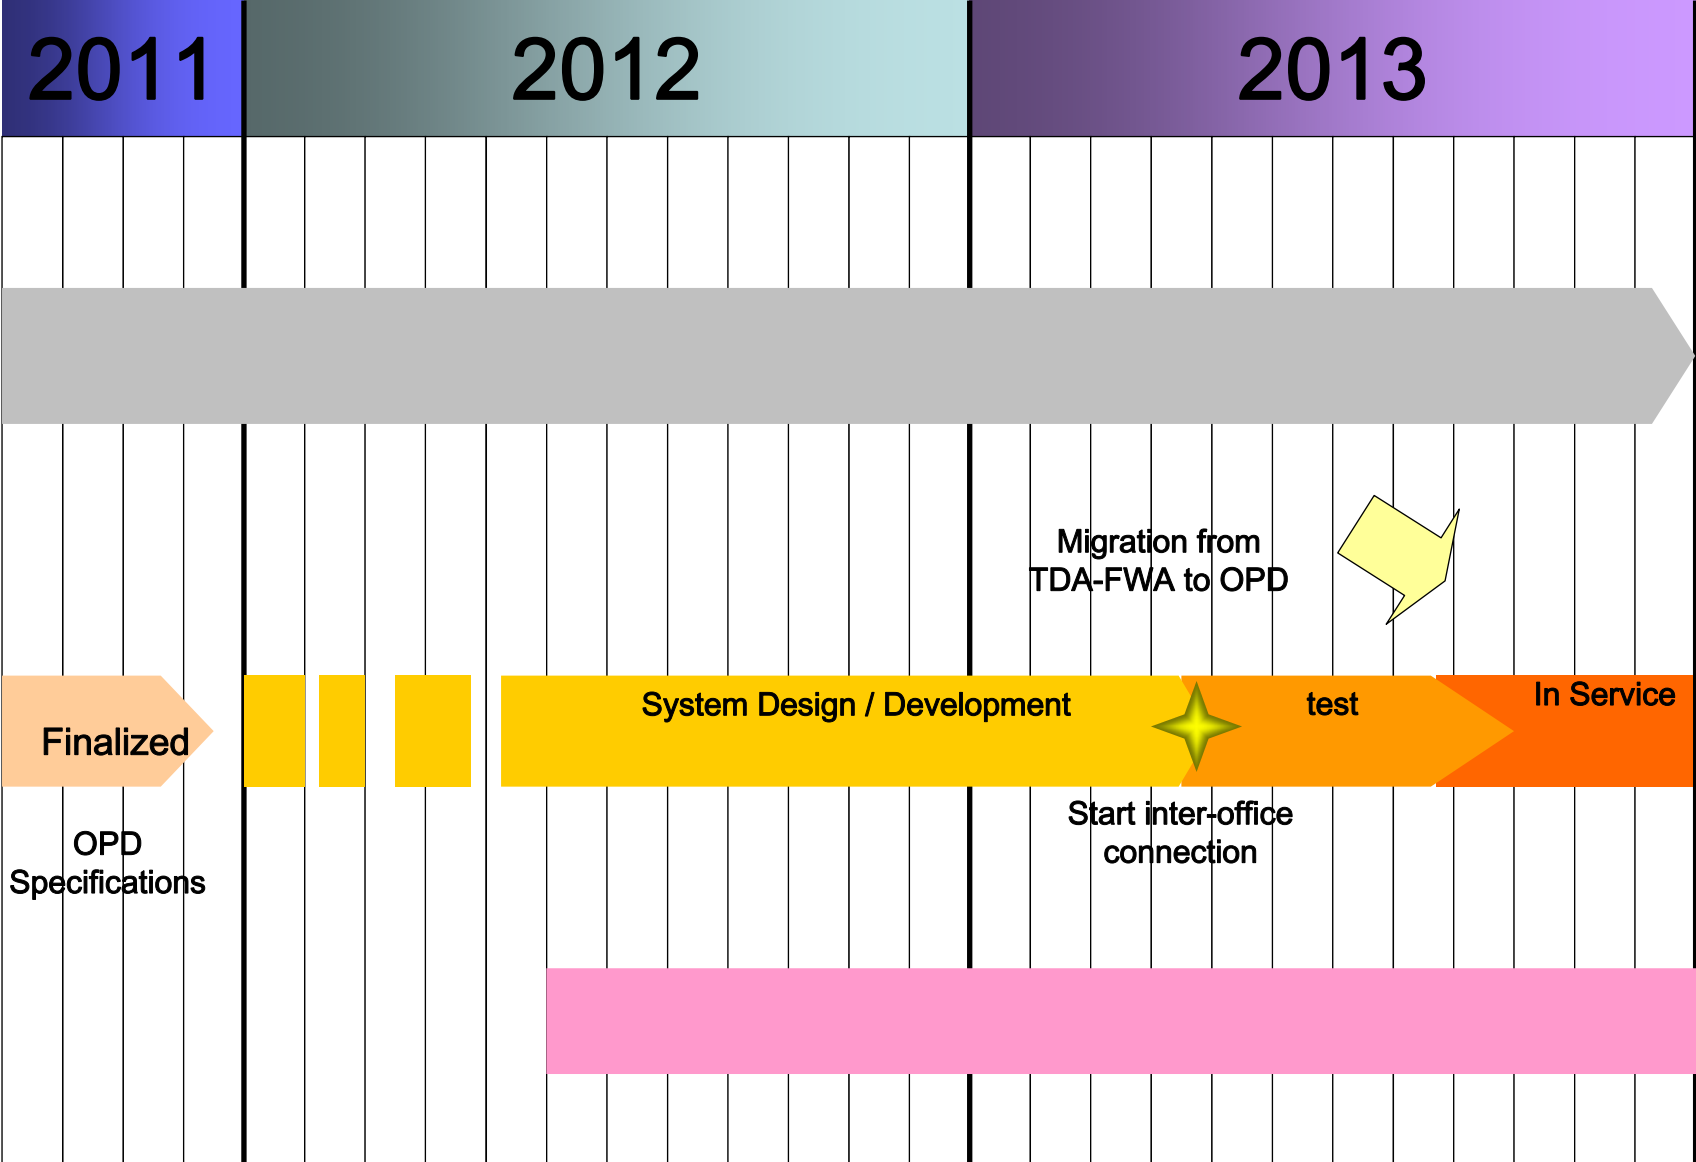 2011
2012
2013
Migration from
TDA-FWA to OPD
Finalized
System Design / Development
test
In Service
Start inter-office
connection
OPD
Specifications